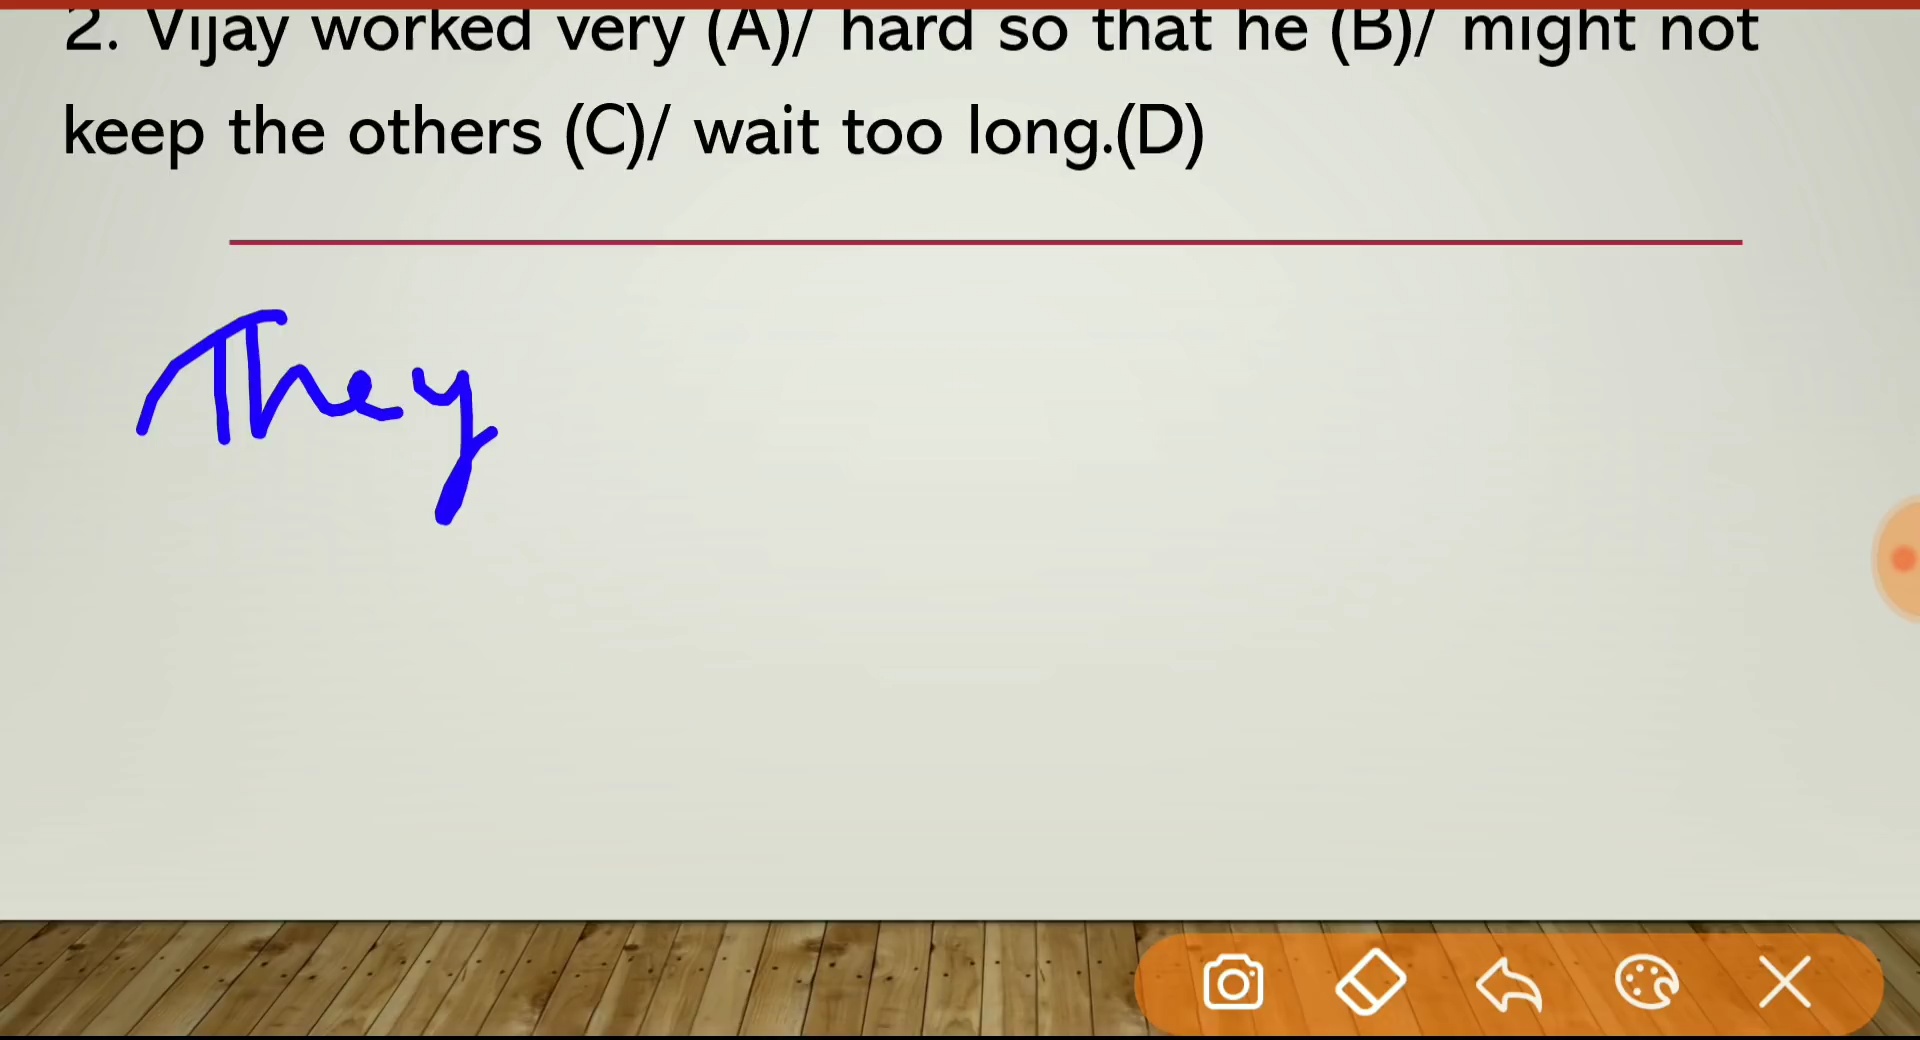 2. Vijay worked very (A)/ hard so that he (B)/ might not
keep the others (C)/ wait too long.(D)
They